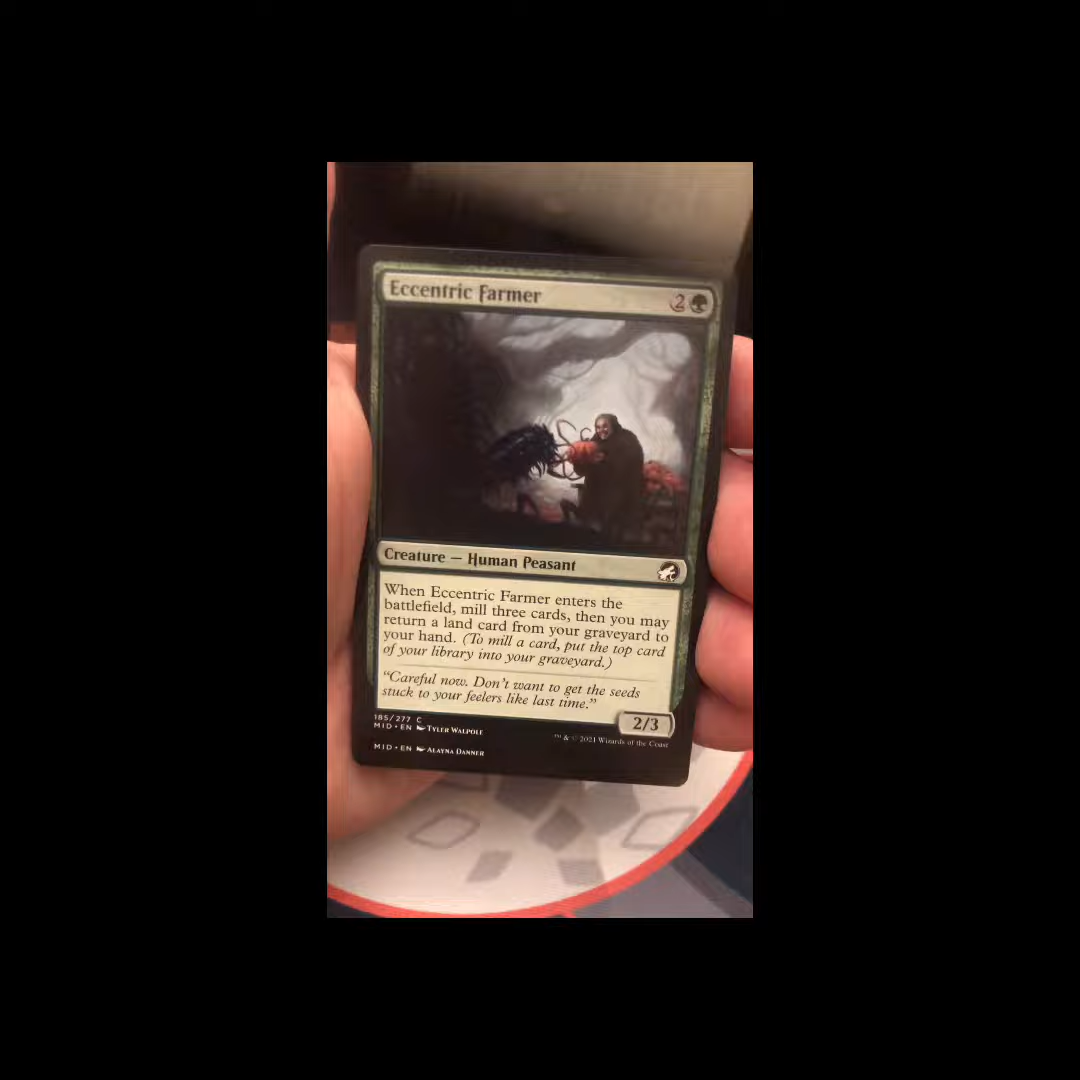 Eccentric Farmer 2
Creature — Human Peasant
When Eccentric Farmer enters the
battlefield, mill three cards, then you may
return a land card from your graveyard to
your hand. (To mill a card, put the top card
of your library into your graveyard.)
“Careful now. Don’t want to get the seeds
stuck to your feelers like last time.”
2/3
185/277 C
MID • EN Tyler Walpole
™ & © 2021 Wizards of the Coast
MID • EN Alayna Danner